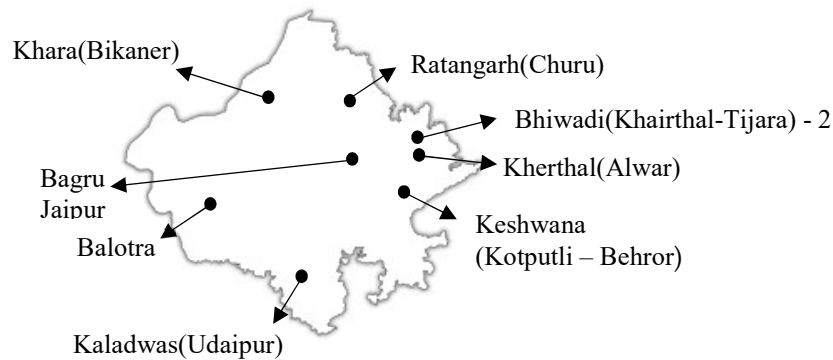 Khara(Bikaner)
Ratangarh(Churu)
Bhiwadi(Khairthal-Tijara) - 2
Kherthal(Alwar)
Bagru
Jaipur
Keshwana
(Kotputli – Behror)
Balotra
Kaladwas(Udaipur)